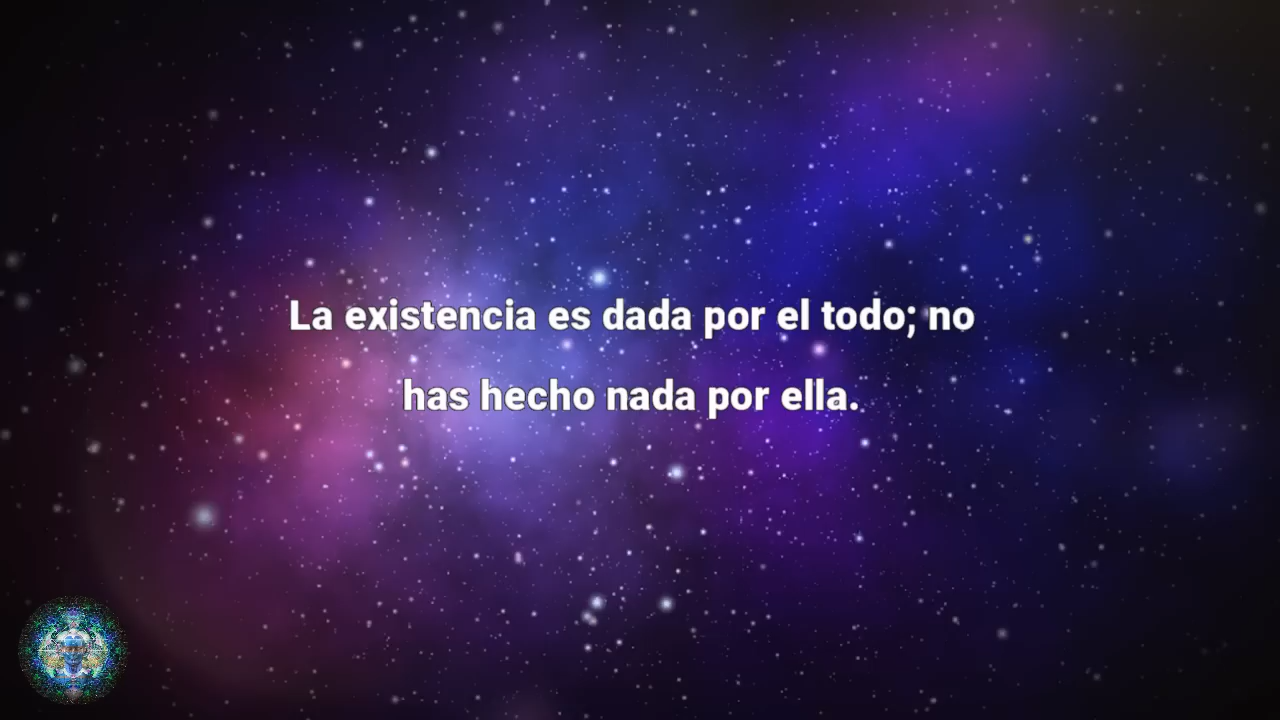 La existencia es dada por el todo; no
has hecho nada por ella.